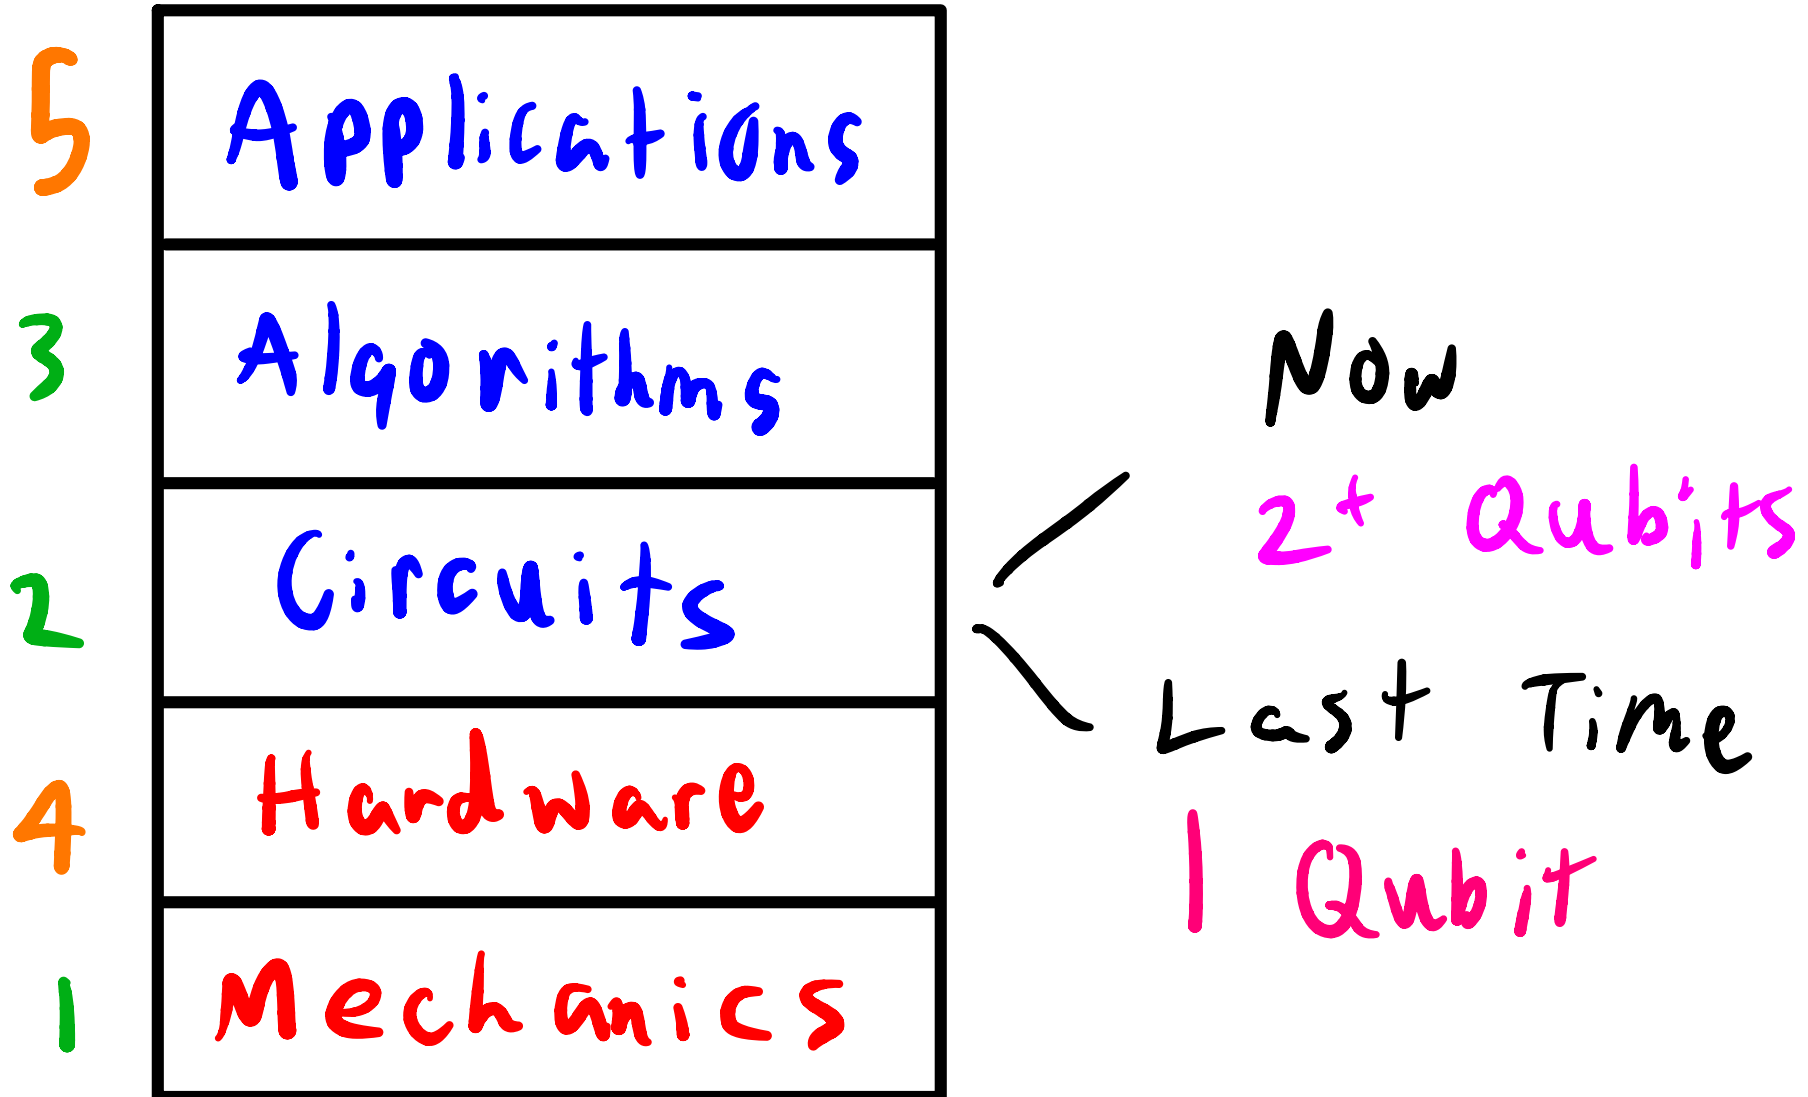 5 Applications
3 Algorithms
2 Circuits
4 Hardware
1 Mechanics
Now
2+ Qubits
Last Time
1 Qubit